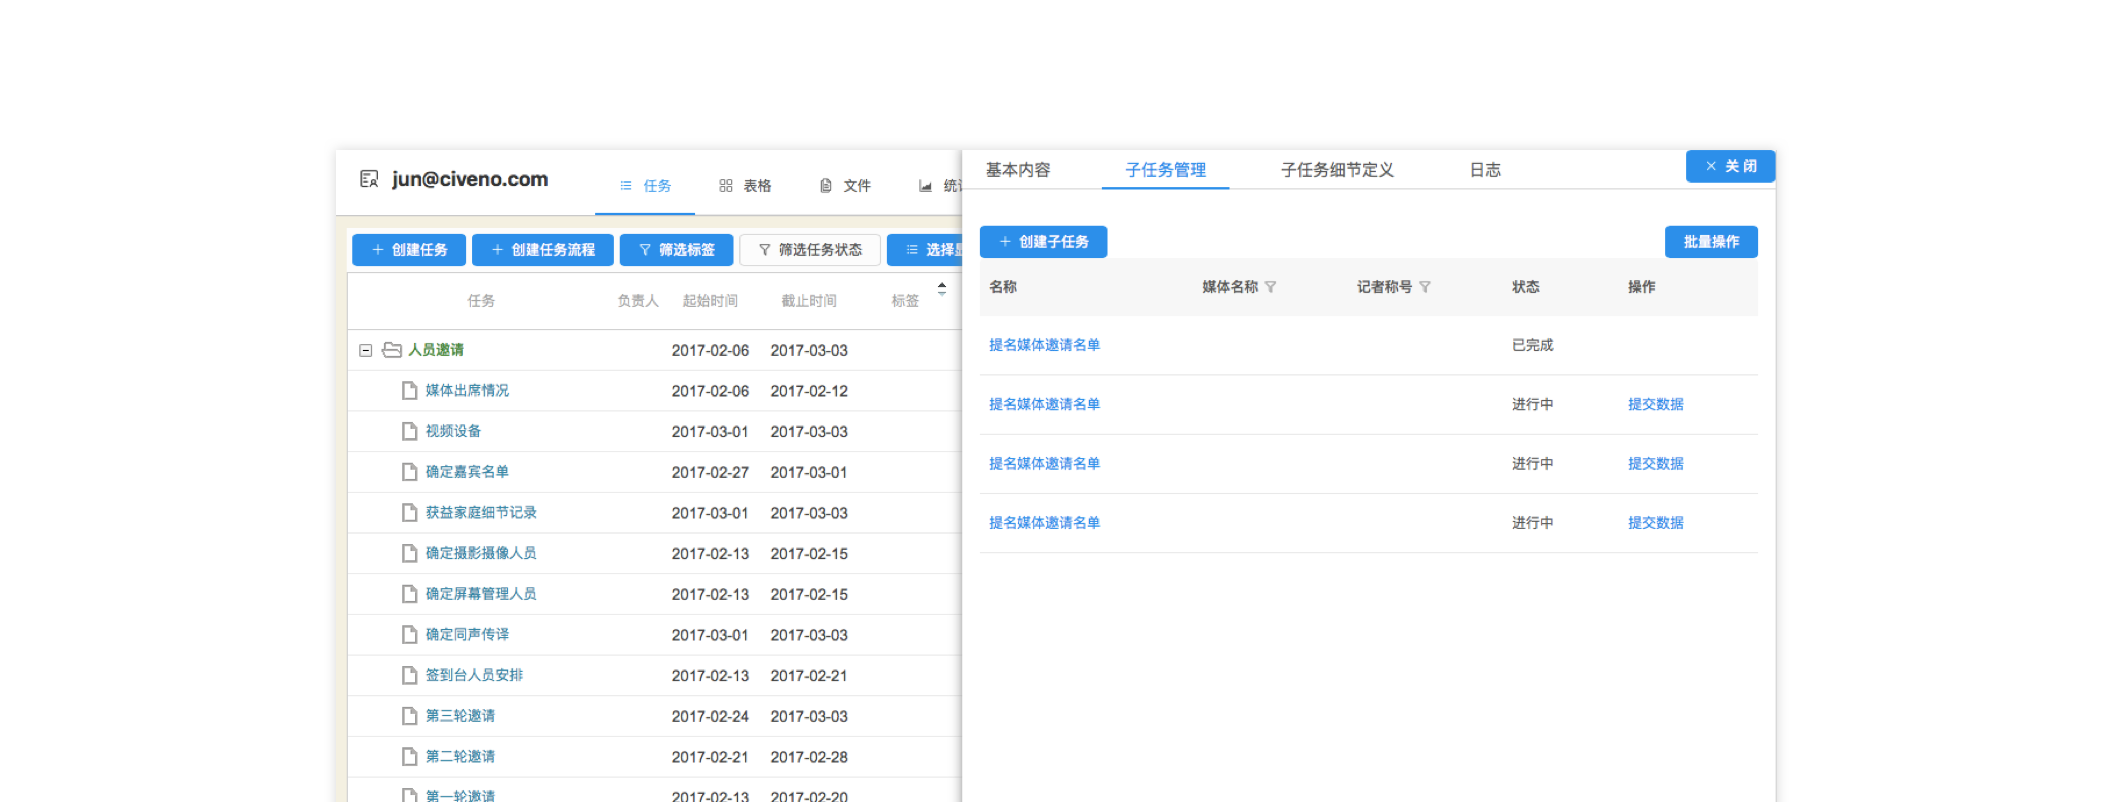 jun@civeno.com
任务
表格
文件
统
创建任务
创建任务流程
筛选标签
筛选任务状态
选择
任务 负责人 起始时间 截止时间 标签
人员邀请 2017-02-06 2017-03-03
媒体出席情况 2017-02-06 2017-02-12
视频设备 2017-03-01 2017-03-03
确定嘉宾名单 2017-02-27 2017-03-01
获益家庭细节记录 2017-03-01 2017-03-03
确定摄影摄像人员 2017-02-13 2017-02-15
确定屏幕管理人员 2017-02-13 2017-02-15
确定同声传译 2017-03-01 2017-03-03
签到台人员安排 2017-02-13 2017-02-21
第三轮邀请 2017-02-24 2017-03-03
第二轮邀请 2017-02-21 2017-02-28
第一轮邀请 2017-02-13 2017-02-20
基本内容
子任务管理
子任务细节定义
日志
关闭
创建子任务
批量操作
名称 媒体名称 记者称号 状态 操作
提名媒体邀请名单 已完成
提名媒体邀请名单 进行中 提交数据
提名媒体邀请名单 进行中 提交数据
提名媒体邀请名单 进行中 提交数据